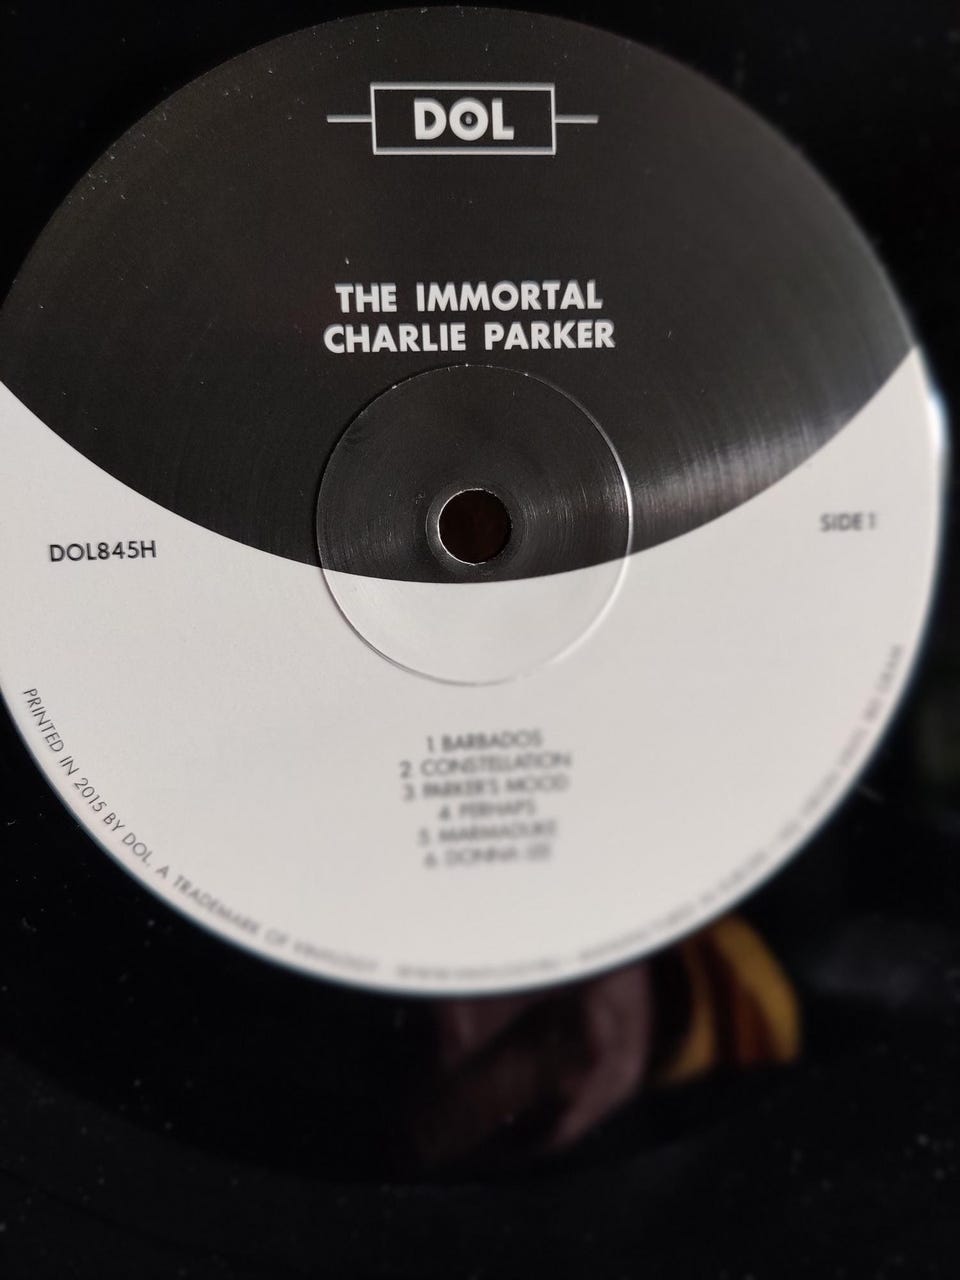 DOL
THE IMMORTAL
CHARLIE PARKER
DOL845H
SIDE 1
1 BARBADOS
2 CONSTELLATION
3 PARKER'S MOOD
4 PERHAPS
5 MARMADUKE
6 DONNA LEE
PRINTED IN 2015 BY DOL, A TRADEMARK OF VINYLOGY